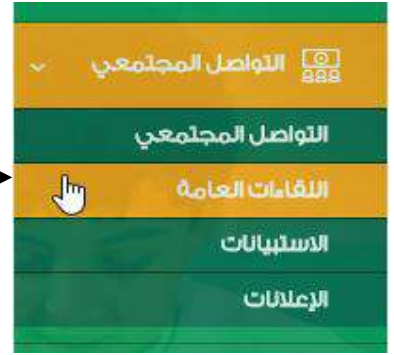 التواصل المجتمعي
التواصل المجتمعي
اللقاءات العامة
الاستبيانات
الإعلانات